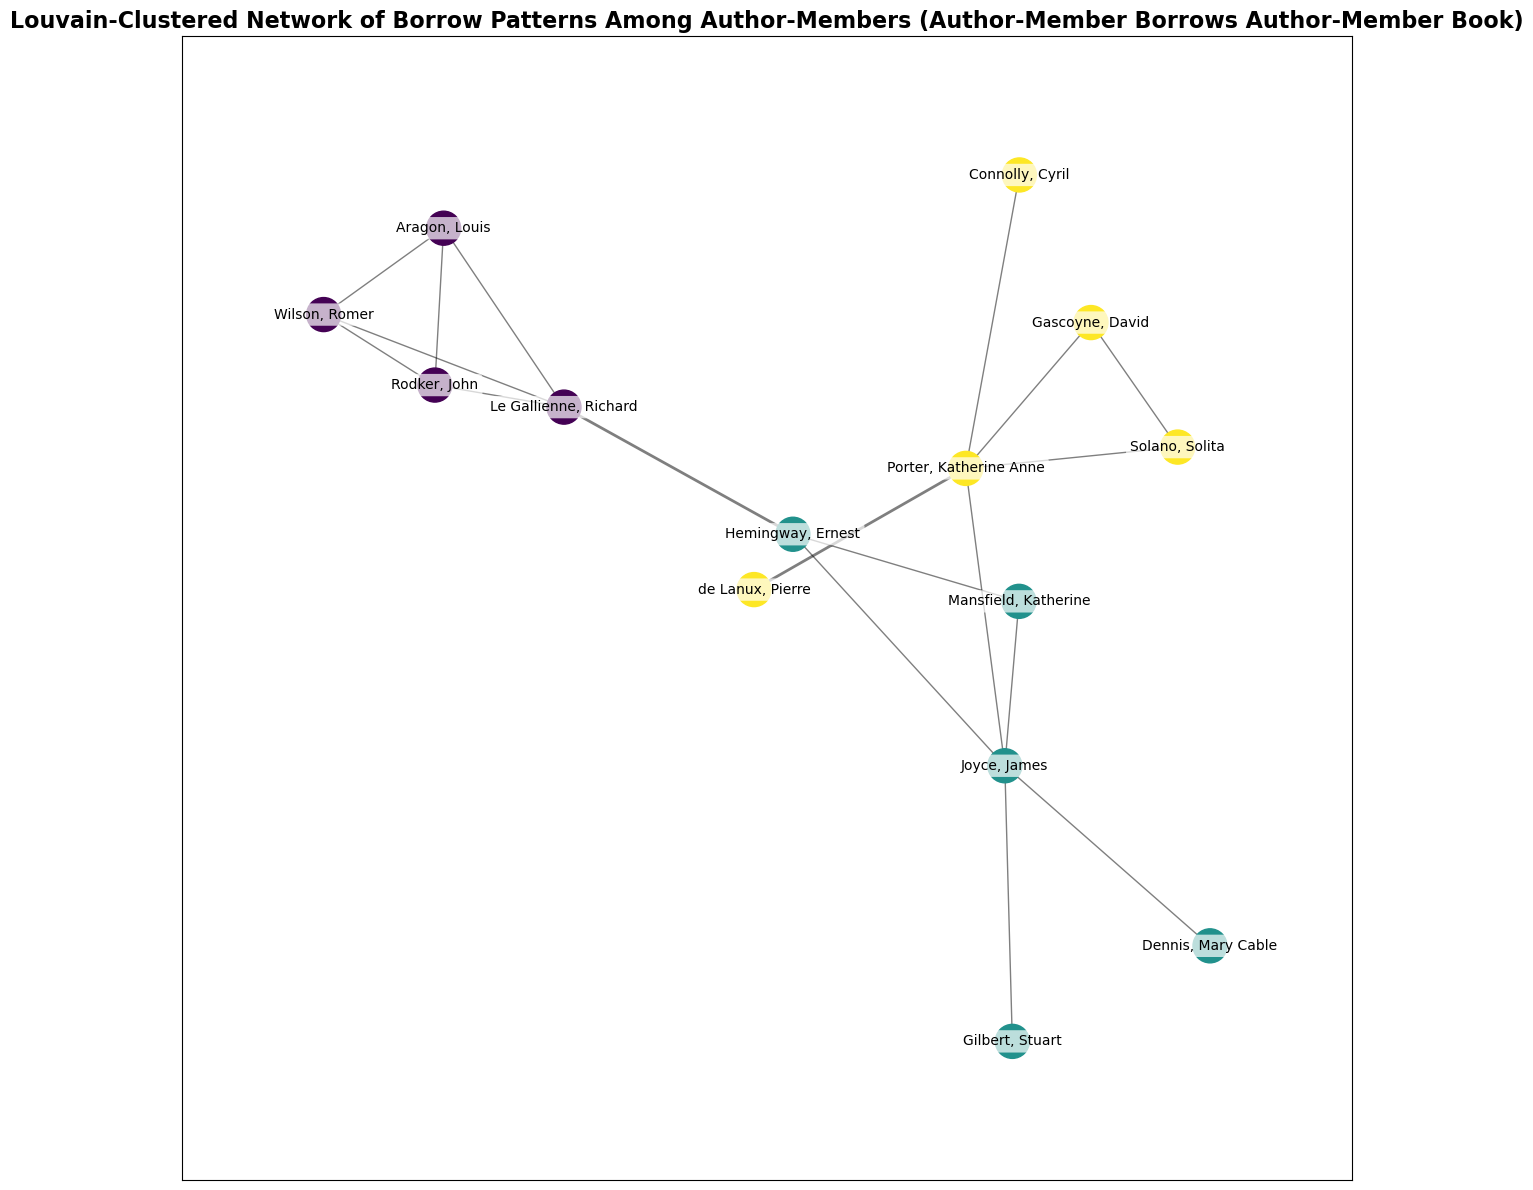 Louvain-Clustered Network of Borrow Patterns Among Author-Members (Author-Member Borrows Author-Member Book)
Connolly, Cyril
Aragon, Louis
Wilson, Romer
Gascoyne, David
Rodker, John
Le Gallienne, Richard
Solano, Solita
Porter, Katherine Anne
Hemingway, Ernest
de Lanux, Pierre
Mansfield, Katherine
Joyce, James
Dennis, Mary Cable
Gilbert, Stuart